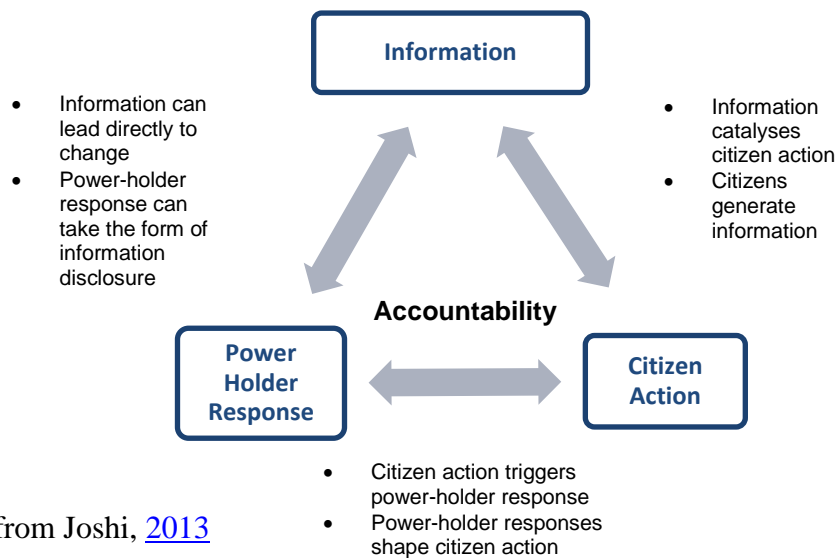 Information
• Information can
lead directly to
change
• Power-holder
response can
take the form of
information
disclosure
• Information
catalyses
citizen action
• Citizens
generate
information
Accountability
Power
Holder
Response
Citizen
Action
• Citizen action triggers
power-holder response
• Power-holder responses
shape citizen action
from Joshi, 2013